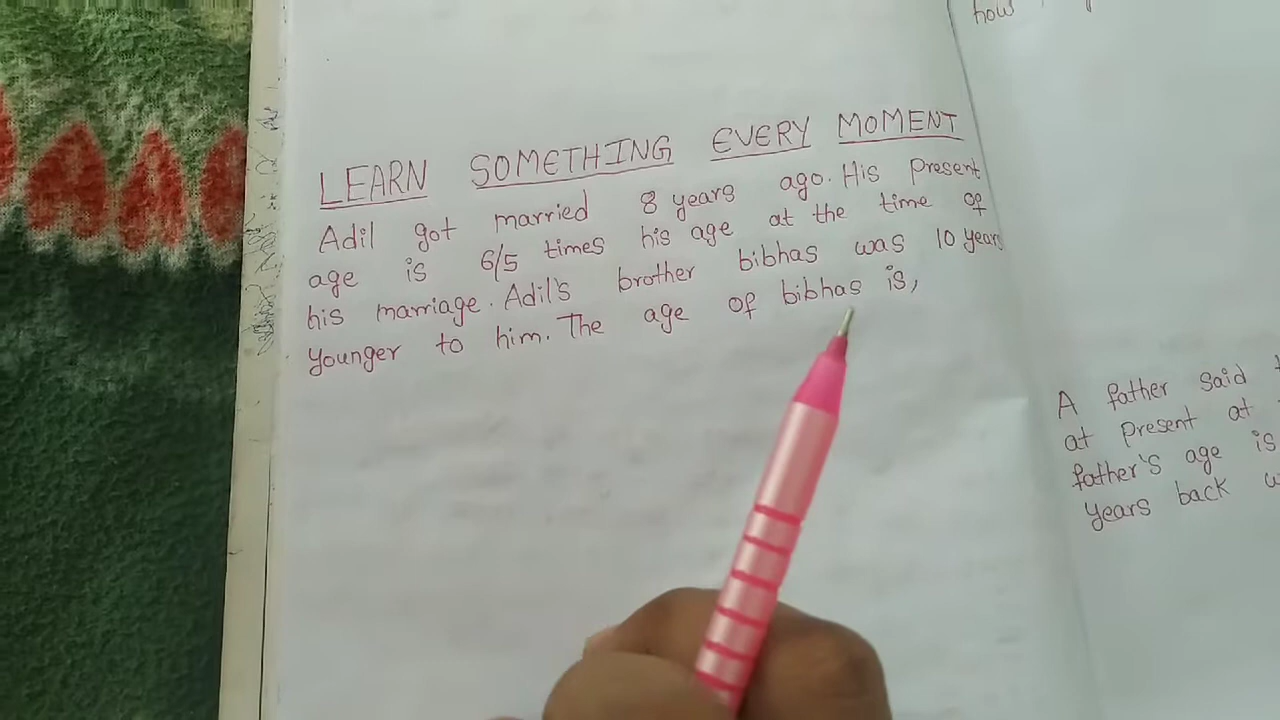 LEARN SOMETHING EVERY MOMENT
Adil got married 8 years ago. His present
age is 6/5 times his age at the time of
his marriage. Adil's brother bibhas was 10 years
younger to him. The age of bibhas is,
how
A father said
at present at
father's age is
years back